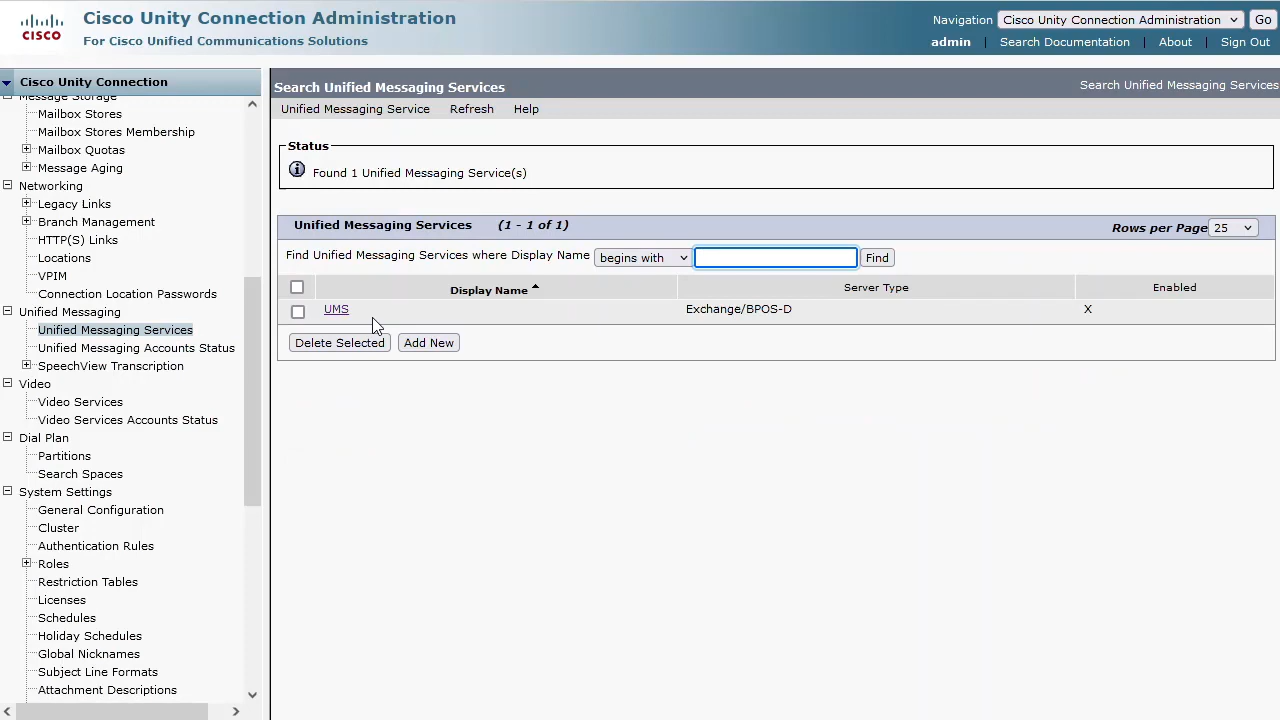 Cisco Unity Connection Administration
For Cisco Unified Communications Solutions
CISCO
Navigation Cisco Unity Connection Administration Go
admin | Search Documentation | About | Sign Out
Cisco Unity Connection
Message Storage
Mailbox Stores
Mailbox Stores Membership
Mailbox Quotas
Message Aging
Networking
Legacy Links
Branch Management
HTTP(S) Links
Locations
VPIM
Connection Location Passwords
Unified Messaging
Unified Messaging Services
Unified Messaging Accounts Status
SpeechView Transcription
Video
Video Services
Video Services Accounts Status
Dial Plan
Partitions
Search Spaces
System Settings
General Configuration
Cluster
Authentication Rules
Roles
Restriction Tables
Licenses
Schedules
Holiday Schedules
Global Nicknames
Subject Line Formats
Attachment Descriptions
Search Unified Messaging Services
Search Unified Messaging Services
Unified Messaging Service Refresh Help
Status
Found 1 Unified Messaging Service(s)
Unified Messaging Services (1 - 1 of 1)
Rows per Page 25
Find Unified Messaging Services where Display Name begins with Find
Display Name Server Type Enabled
UMS Exchange/BPOS-D X
Delete Selected Add New